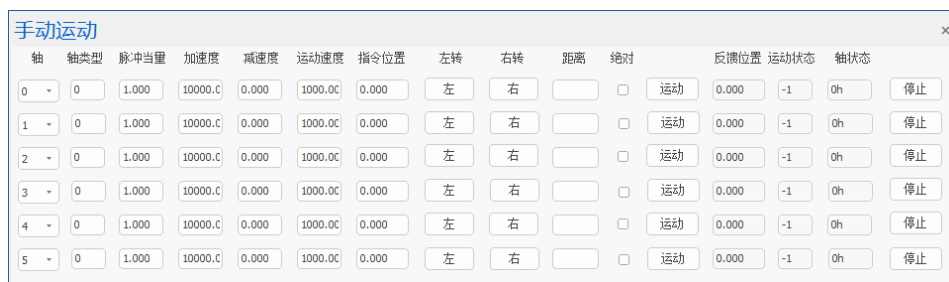 手动运动
轴 轴类型 脉冲当量 加速度 减速度 运动速度 指令位置 左转 右转 距离 绝对 反馈位置 运动状态 轴状态
0 0 1.000 10000.0 0.000 1000.00 0.000 左 右 运动 0.000 -1 0h 停止
1 0 1.000 10000.0 0.000 1000.00 0.000 左 右 运动 0.000 -1 0h 停止
2 0 1.000 10000.0 0.000 1000.00 0.000 左 右 运动 0.000 -1 0h 停止
3 0 1.000 10000.0 0.000 1000.00 0.000 左 右 运动 0.000 -1 0h 停止
4 0 1.000 10000.0 0.000 1000.00 0.000 左 右 运动 0.000 -1 0h 停止
5 0 1.000 10000.0 0.000 1000.00 0.000 左 右 运动 0.000 -1 0h 停止